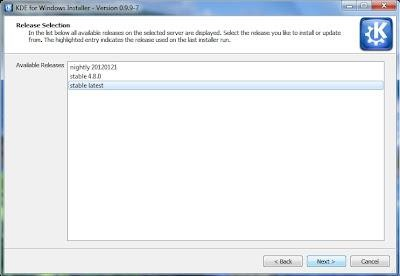 KDE for Windows Installer - Version 0.9.9-7
Release Selection
In the list below all available releases on the selected server are displayed. Select the release you like to install or update
from. The highlighted entry indicates the release used on the last installer run.
Available Releases
nightly 20120121
stable 4.8.0
stable latest
< Back
Next >
Cancel